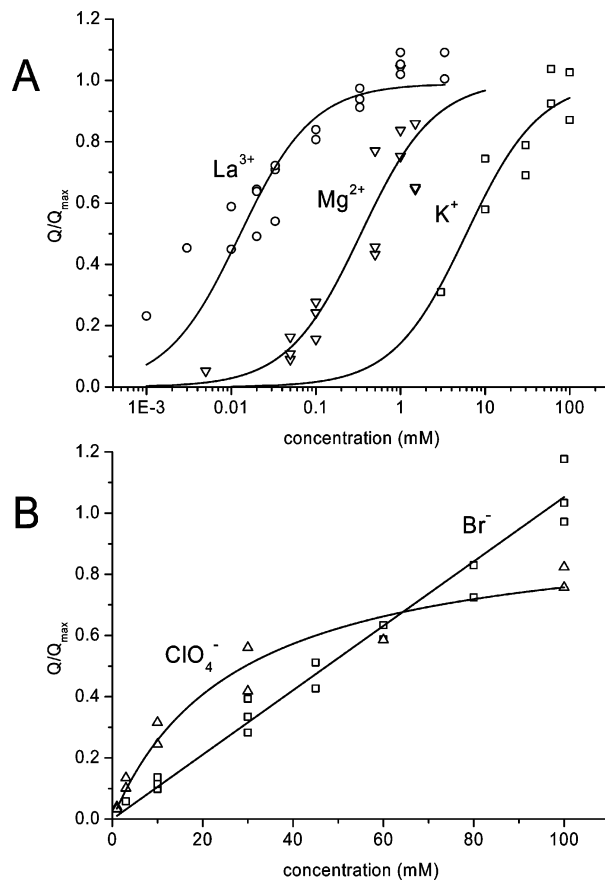 A
1.2
1.0
0.8
0.6
0.4
0.2
0.0
Q/Q_max
La³⁺
Mg²⁺
K⁺
1E-3 0.01 0.1 1 10 100
concentration (mM)
B
1.2
1.0
0.8
0.6
0.4
0.2
0.0
Q/Q_max
Br⁻
ClO₄⁻
0 20 40 60 80 100
concentration (mM)